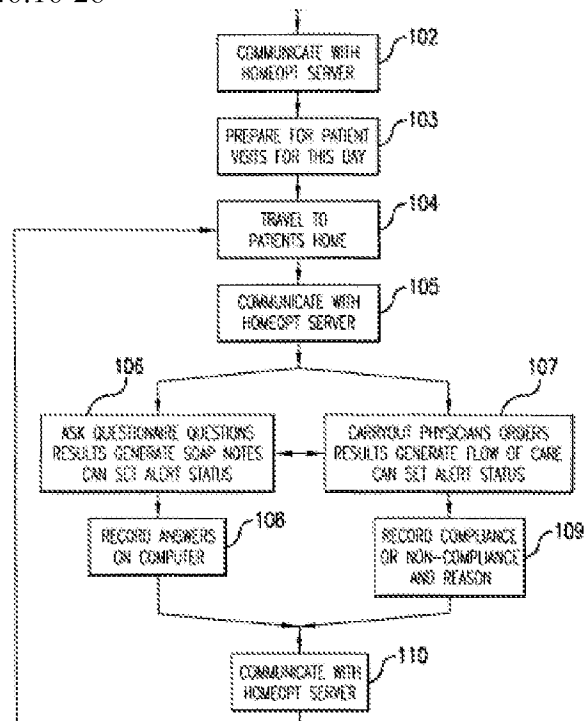 102
COMMUNICATE WITH
HOMEOPT SERVER
103
PREPARE FOR PATIENT
VISITS FOR THIS DAY
104
TRAVEL TO
PATIENTS HOME
105
COMMUNICATE WITH
HOMEOPT SERVER
106
107
ASK QUESTIONAIRE QUESTIONS
RESULTS GENERATE SOAP NOTES
CAN SET ALERT STATUS
CARRYOUT PHYSICIANS ORDERS
RESULTS GENERATE FLOW OF CARE
CAN SET ALERT STATUS
108
RECORD ANSWERS
ON COMPUTER
109
RECORD COMPLIANCE
OR NON-COMPLIANCE
AND REASON
110
COMMUNICATE WITH
HOMEOPT SERVER